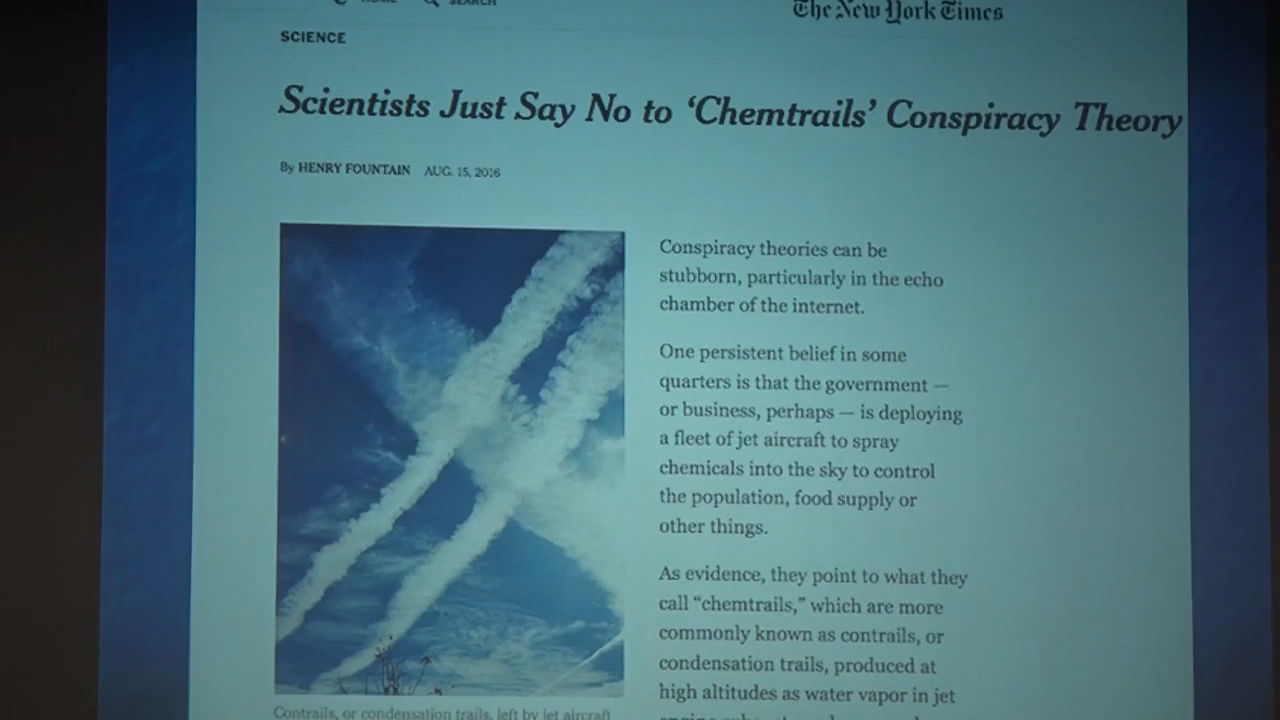 HOME SEARCH
The New York Times
SCIENCE
Scientists Just Say No to ‘Chemtrails’ Conspiracy Theory
By HENRY FOUNTAIN AUG. 15, 2016
Conspiracy theories can be
stubborn, particularly in the echo
chamber of the internet.
One persistent belief in some
quarters is that the government —
or business, perhaps — is deploying
a fleet of jet aircraft to spray
chemicals into the sky to control
the population, food supply or
other things.
As evidence, they point to what they
call “chemtrails,” which are more
commonly known as contrails, or
condensation trails, produced at
high altitudes as water vapor in jet
Contrails, or condensation trails, left by jet aircraft